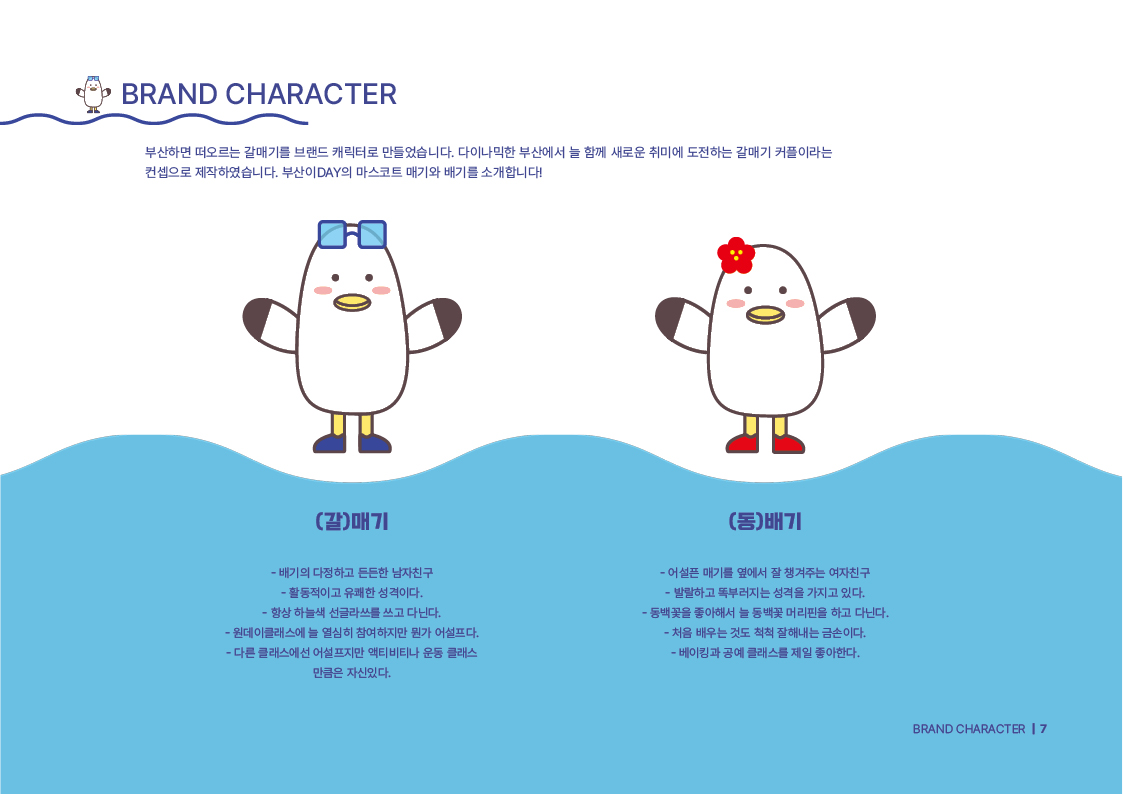 BRAND CHARACTER
부산하면 떠오르는 갈매기를 브랜드 캐릭터로 만들었습니다. 다이나믹한 부산에서 늘 함께 새로운 취미에 도전하는 갈매기 커플이라는
컨셉으로 제작하였습니다. 부산이DAY의 마스코트 매기와 배기를 소개합니다!
(갈)매기
- 배기의 다정하고 든든한 남자친구
- 활동적이고 유쾌한 성격이다.
- 항상 하늘색 선글라쓰를 쓰고 다닌다.
- 원데이클래스에 늘 열심히 참여하지만 뭔가 어설프다.
- 다른 클래스에선 어설프지만 액티비티나 운동 클래스
만큼은 자신있다.
(동)배기
- 어설픈 매기를 옆에서 잘 챙겨주는 여자친구
- 발랄하고 똑부러지는 성격을 가지고 있다.
- 동백꽃을 좋아해서 늘 동백꽃 머리핀을 하고 다닌다.
- 처음 배우는 것도 척척 잘해내는 금손이다.
- 베이킹과 공예 클래스를 제일 좋아한다.
BRAND CHARACTER | 7